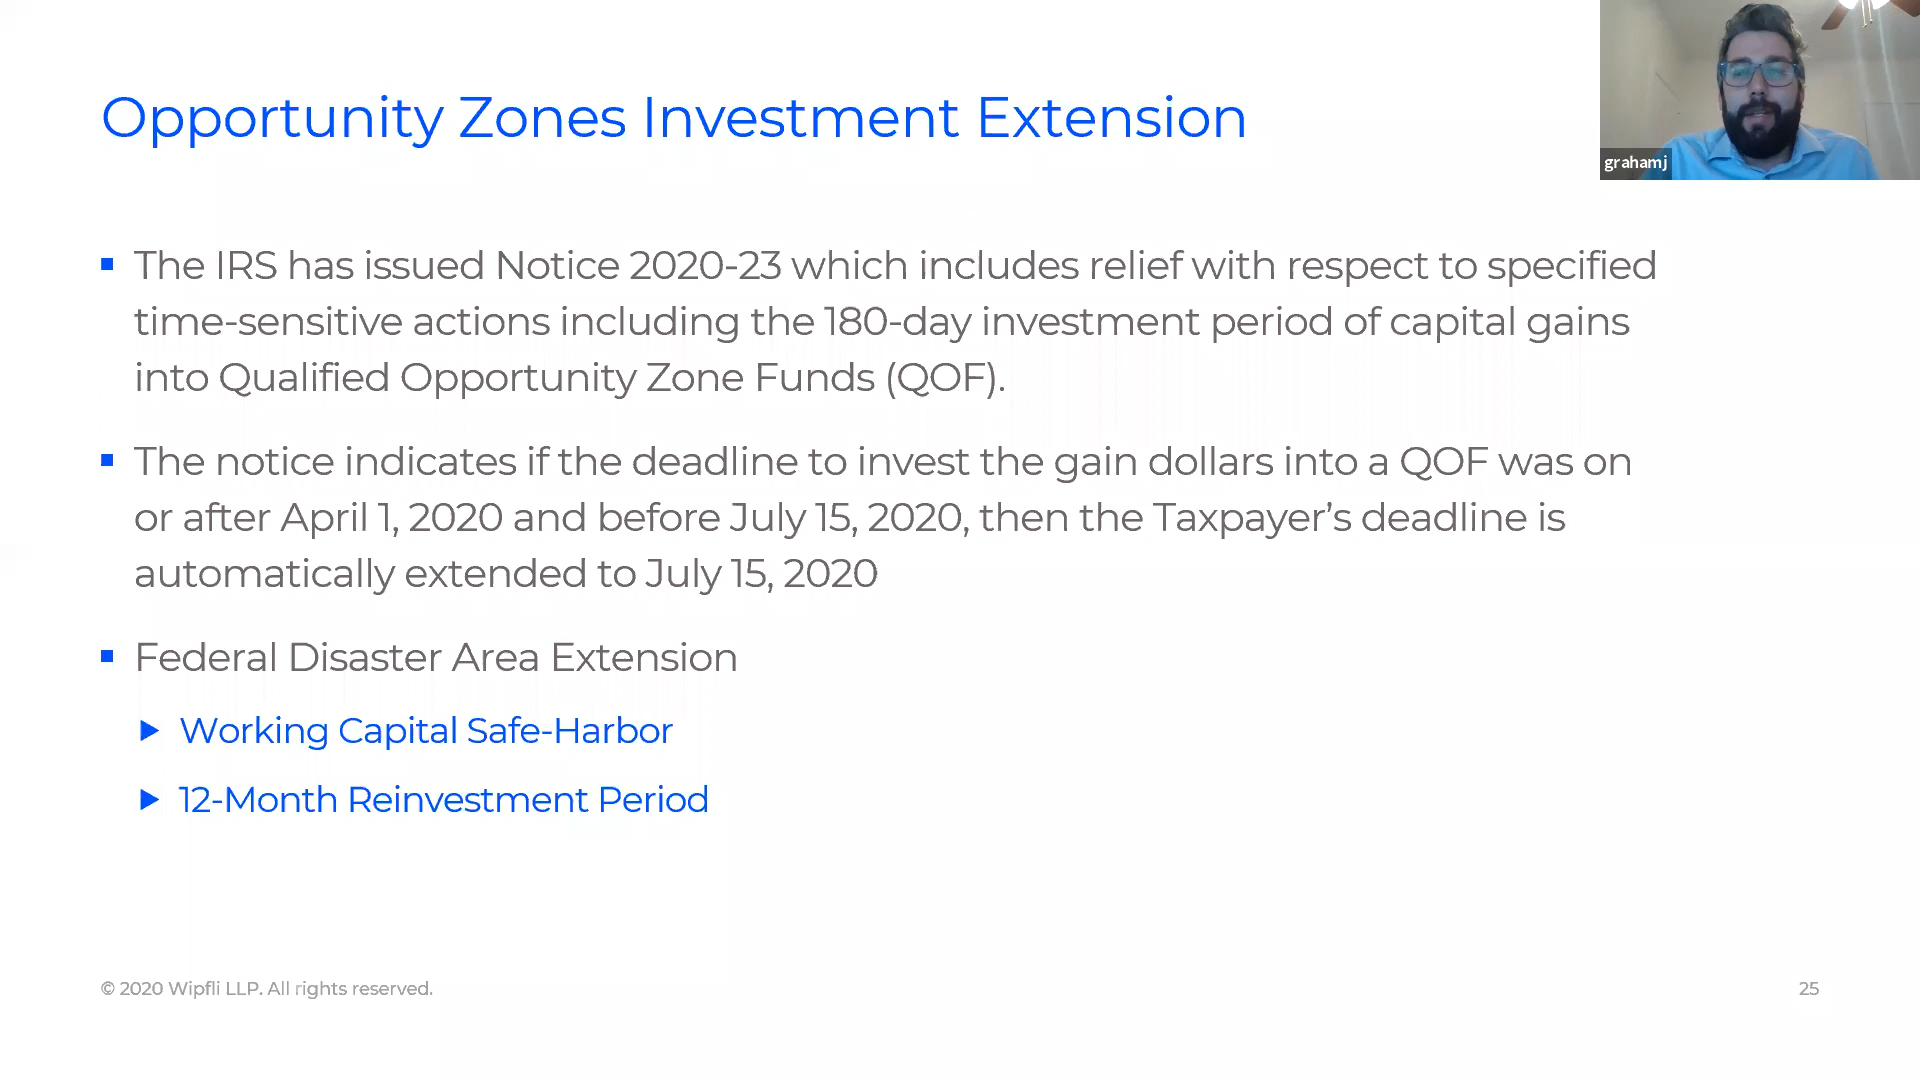 Opportunity Zones Investment Extension
grahamj
The IRS has issued Notice 2020-23 which includes relief with respect to specified
time-sensitive actions including the 180-day investment period of capital gains
into Qualified Opportunity Zone Funds (QOF).
The notice indicates if the deadline to invest the gain dollars into a QOF was on
or after April 1, 2020 and before July 15, 2020, then the Taxpayer’s deadline is
automatically extended to July 15, 2020
Federal Disaster Area Extension
Working Capital Safe-Harbor
12-Month Reinvestment Period
© 2020 Wipfli LLP. All rights reserved.
25